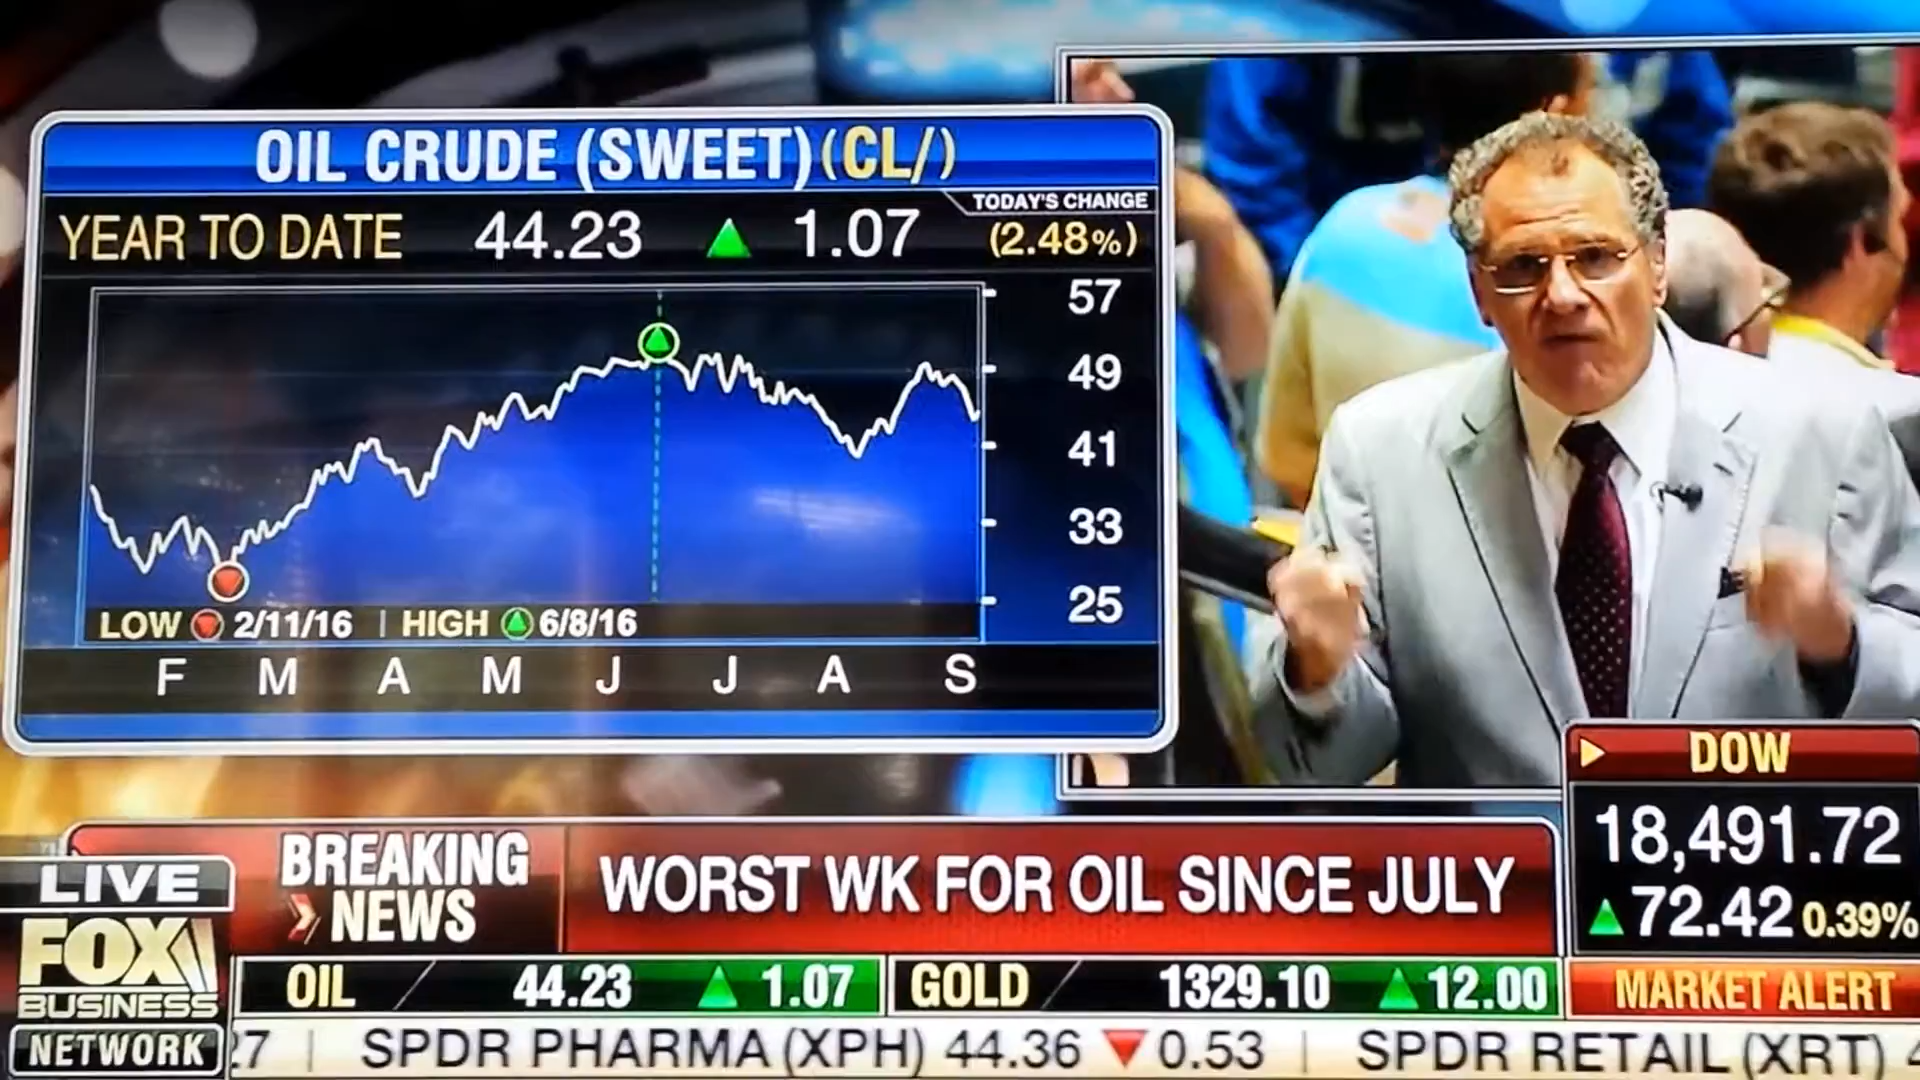 OIL CRUDE (SWEET) (CL/)
TODAY'S CHANGE
YEAR TO DATE 44.23 ▲ 1.07 (2.48%)
57
49
41
33
25
LOW ▼ 2/11/16 | HIGH ▲ 6/8/16
F M A M J J A S
DOW
18,491.72
▲ 72.42 0.39%
MARKET ALERT
BREAKING
NEWS
WORST WK FOR OIL SINCE JULY
LIVE
FOX
BUSINESS
NETWORK
OIL / 44.23 ▲ 1.07 GOLD / 1329.10 ▲ 12.00
27 | SPDR PHARMA (XPH) 44.36 ▼ 0.53 | SPDR RETAIL (XRT)